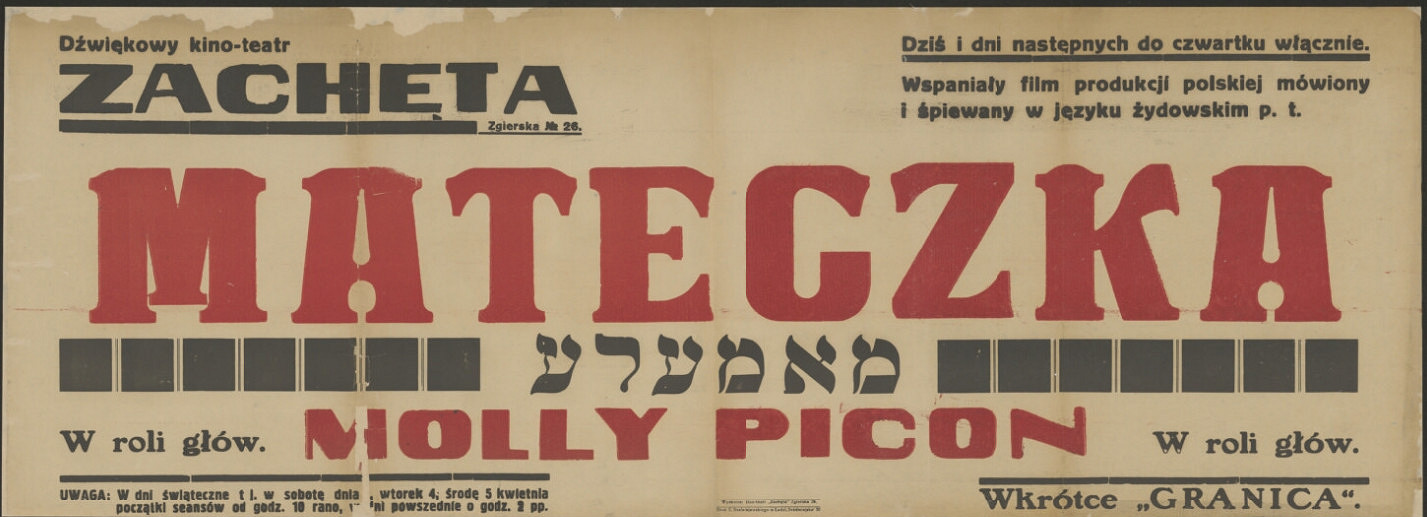 Dźwiękowy kino-teatr
ZACHĘTA
Zgierska № 26.
Dziś i dni następnych do czwartku włącznie.
Wspaniały film produkcji polskiej mówiony
i śpiewany w języku żydowskim p. t.
MATECZKA
מאמעלע
W roli głów.
MOLLY PICON
W roli głów.
UWAGA: W dni świąteczne t j. w sobotę dnia , wtorek 4, środę 5 kwietnia
początki seansów od godz. 10 rano, w dni powszednie o godz. 2 pp.
Wkrótce „GRANICA“.